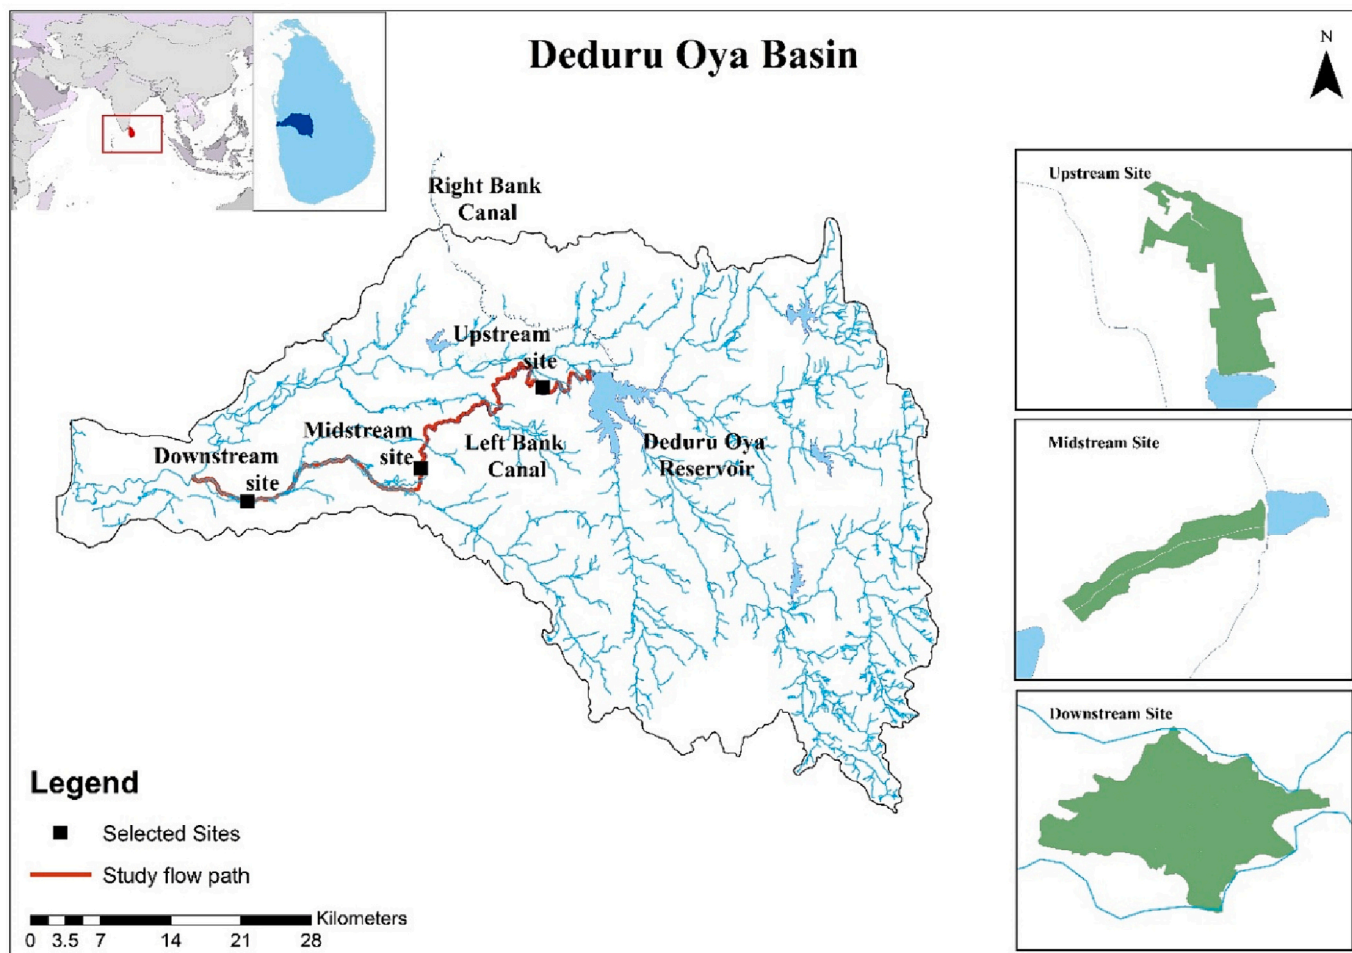 Deduru Oya Basin
N
Right Bank
Canal
Upstream
site
Midstream
site
Downstream
site
Left Bank
Canal
Deduru Oya
Reservoir
Upstream Site
Midstream Site
Downstream Site
Legend
Selected Sites
Study flow path
Kilometers
0 3.5 7 14 21 28